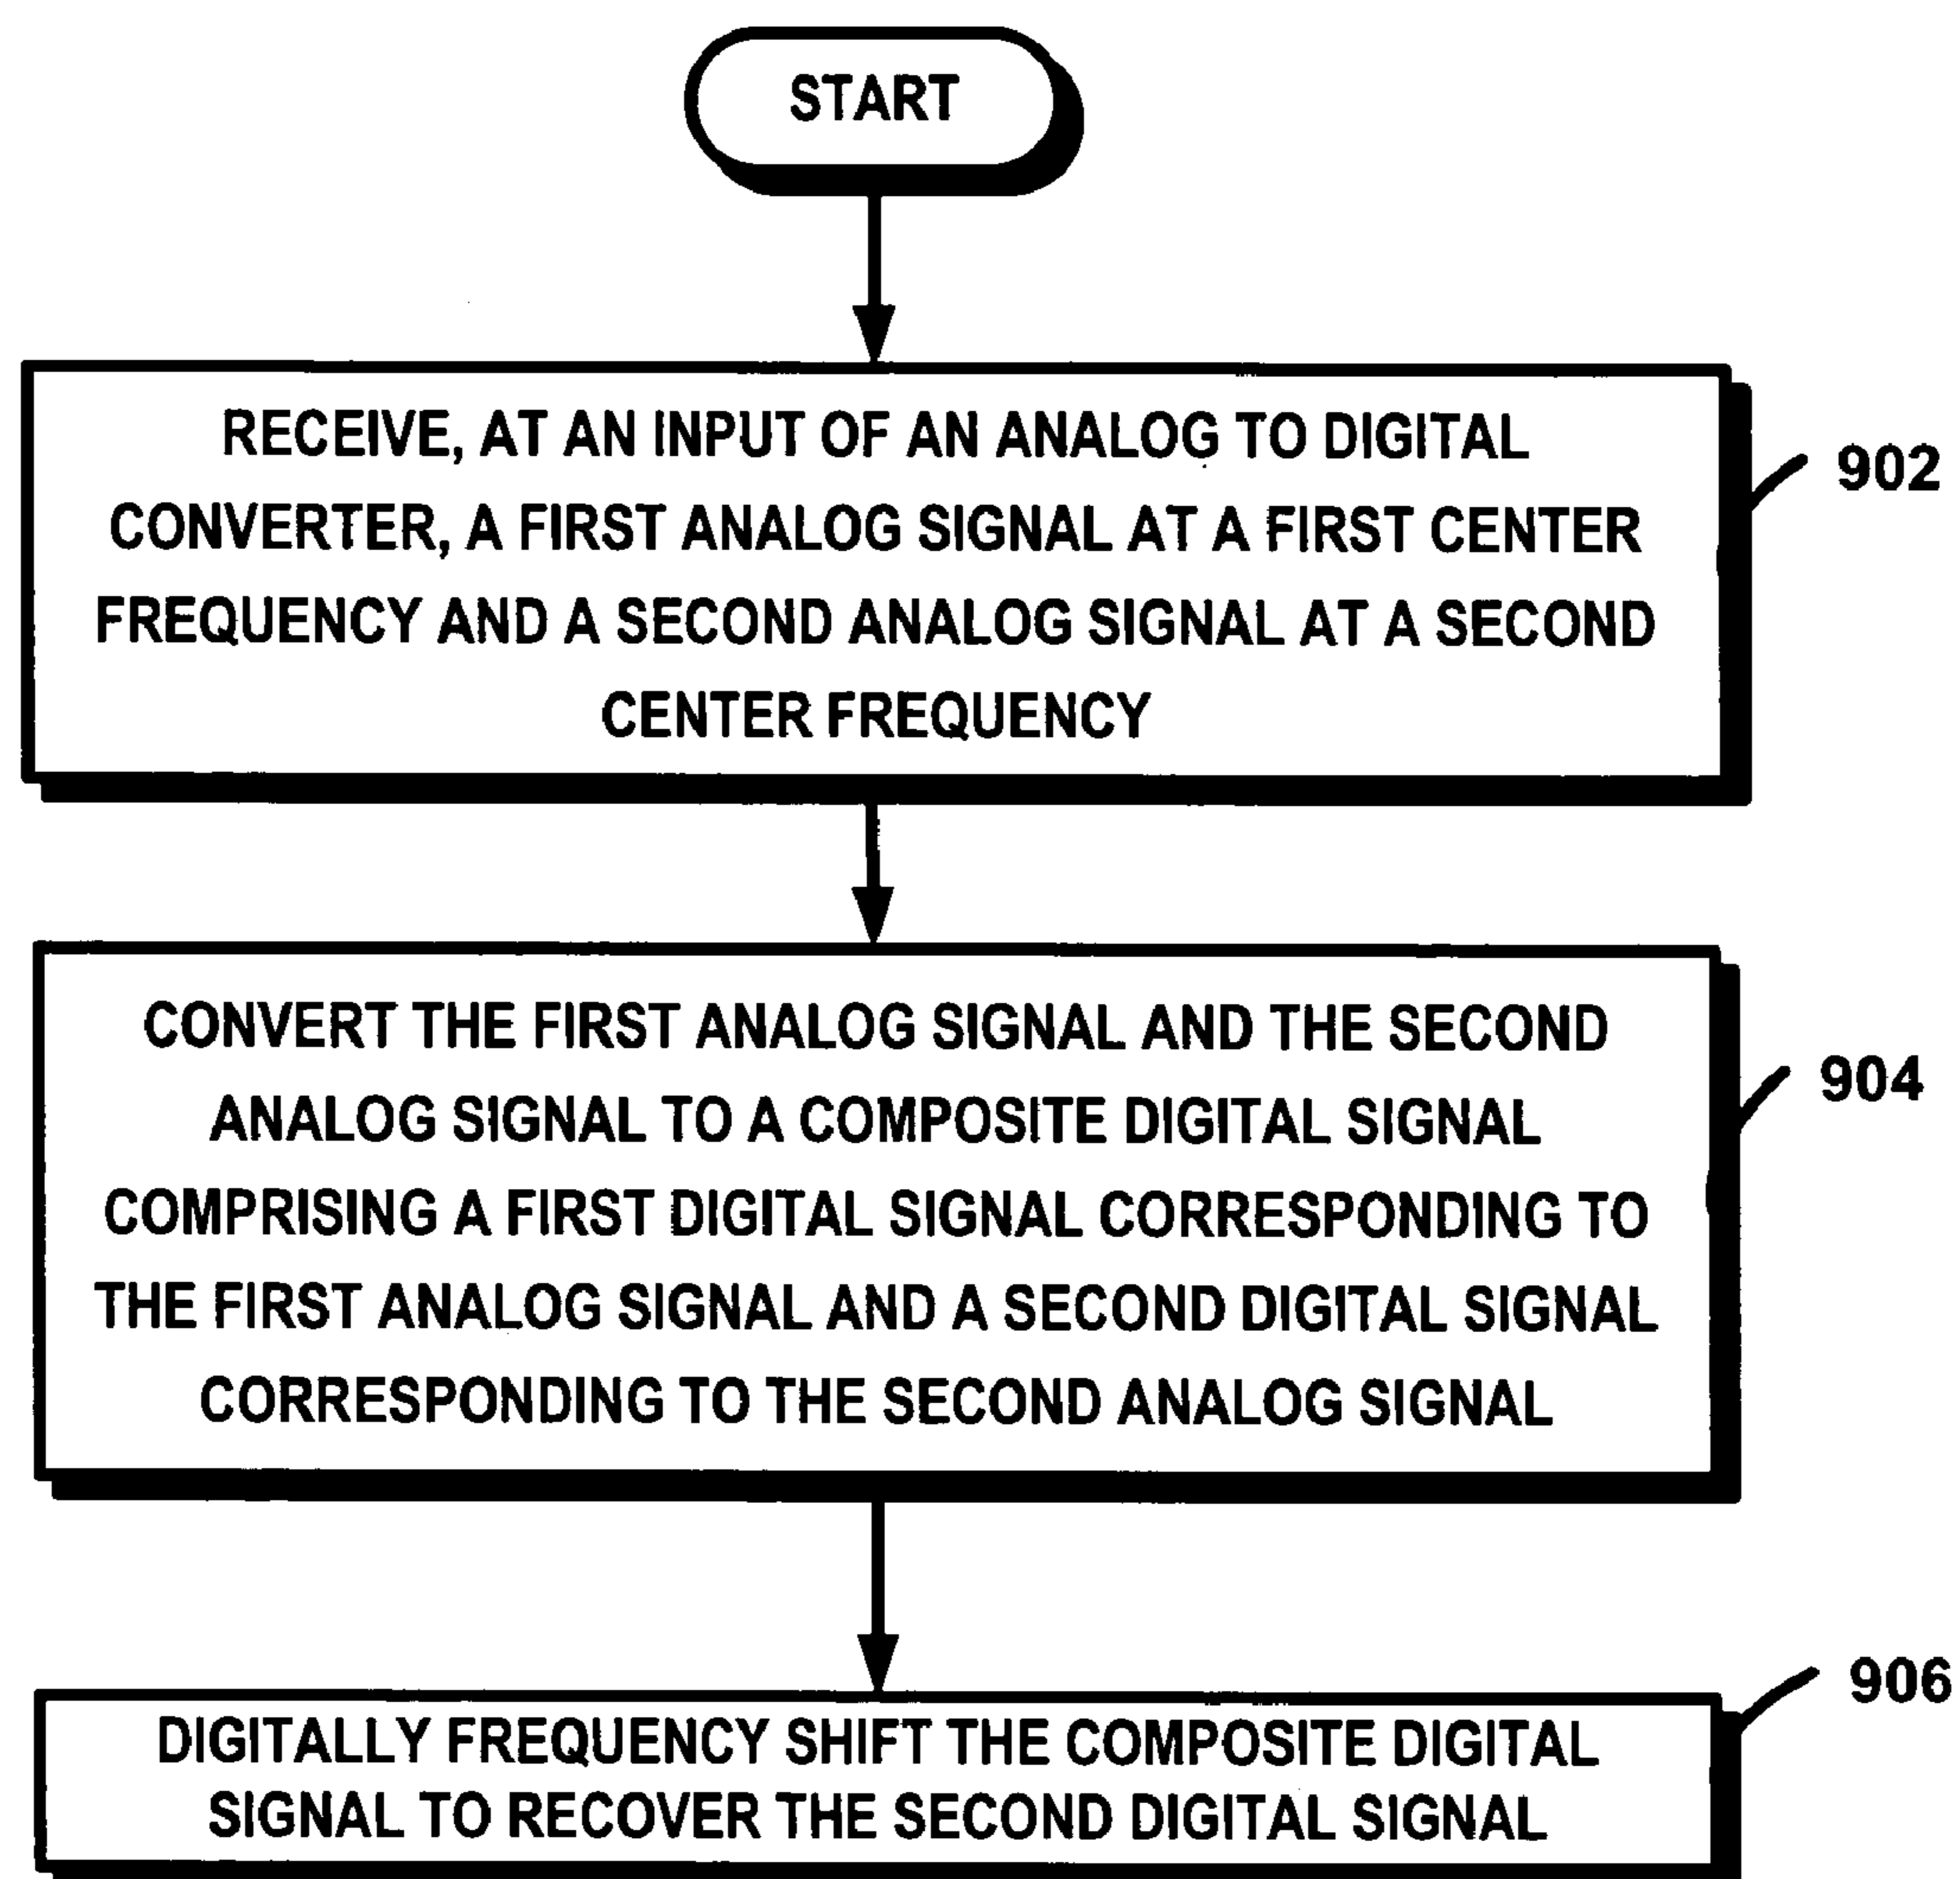 START
RECEIVE, AT AN INPUT OF AN ANALOG TO DIGITAL
CONVERTER, A FIRST ANALOG SIGNAL AT A FIRST CENTER
FREQUENCY AND A SECOND ANALOG SIGNAL AT A SECOND
CENTER FREQUENCY
902
CONVERT THE FIRST ANALOG SIGNAL AND THE SECOND
ANALOG SIGNAL TO A COMPOSITE DIGITAL SIGNAL
COMPRISING A FIRST DIGITAL SIGNAL CORRESPONDING TO
THE FIRST ANALOG SIGNAL AND A SECOND DIGITAL SIGNAL
CORRESPONDING TO THE SECOND ANALOG SIGNAL
904
DIGITALLY FREQUENCY SHIFT THE COMPOSITE DIGITAL
SIGNAL TO RECOVER THE SECOND DIGITAL SIGNAL
906